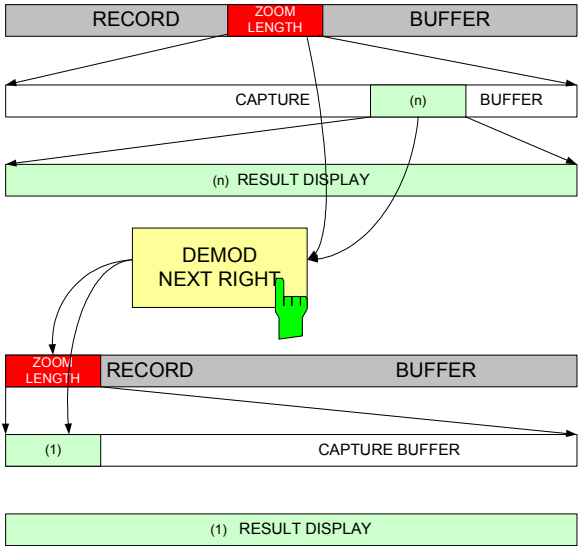 RECORD ZOOM LENGTH BUFFER
CAPTURE (n) BUFFER
(n) RESULT DISPLAY
DEMOD
NEXT RIGHT
ZOOM LENGTH RECORD BUFFER
(1) CAPTURE BUFFER
(1) RESULT DISPLAY